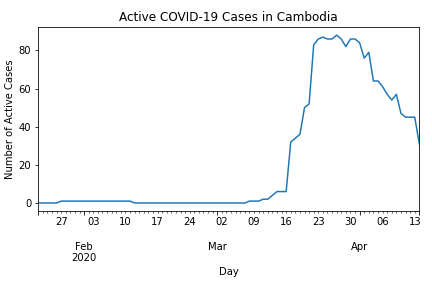 Active COVID-19 Cases in Cambodia
Number of Active Cases
80
60
40
20
0
27 03 10 17 24 02 09 16 23 30 06 13
Feb Mar Apr
2020
Day